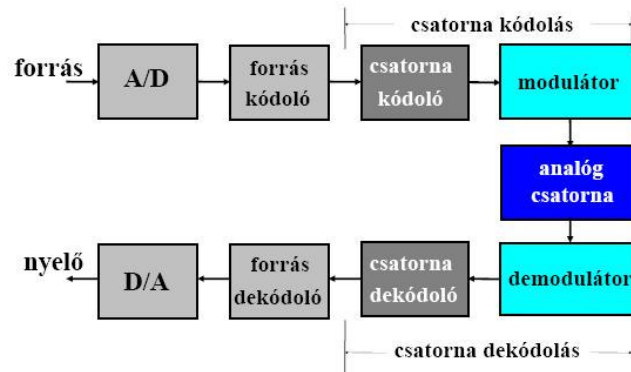 csatorna kódolás
forrás
A/D
forrás
kódoló
csatorna
kódoló
modulátor
analóg
csatorna
nyelő
D/A
forrás
dekódoló
csatorna
dekódoló
demodulátor
csatorna dekódolás